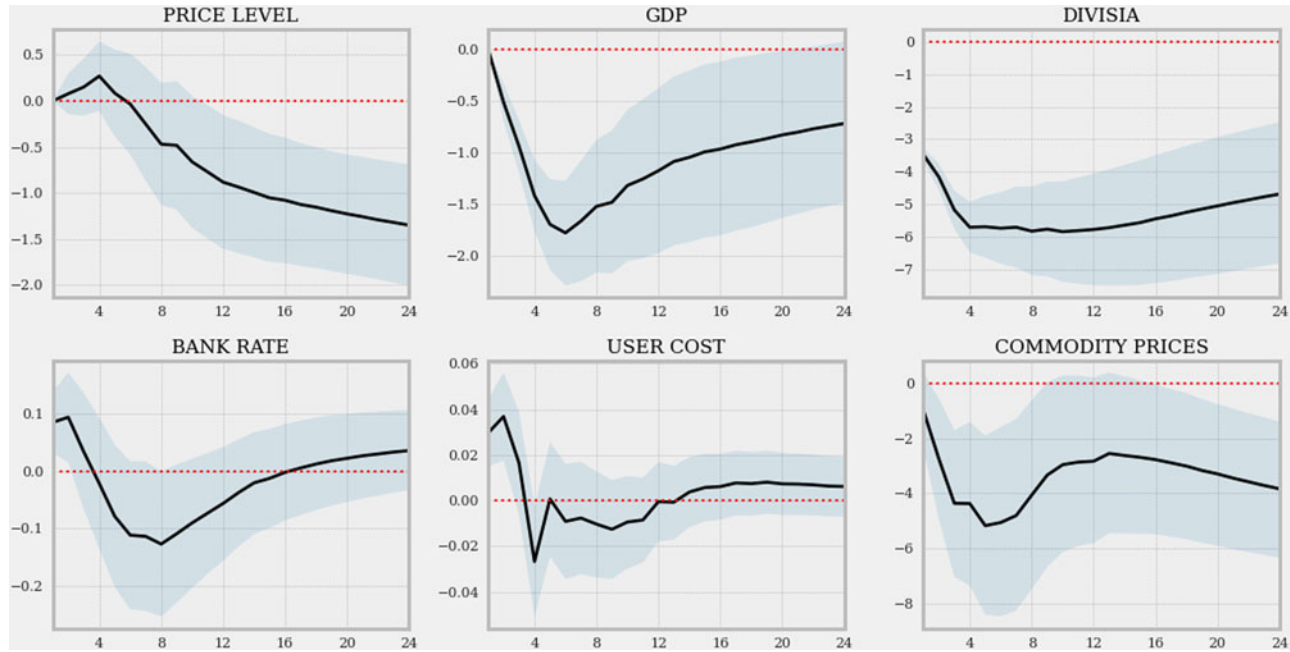 PRICE LEVEL
0.5
0.0
−0.5
−1.0
−1.5
−2.0
4 8 12 16 20 24
GDP
0.0
−0.5
−1.0
−1.5
−2.0
4 8 12 16 20 24
DIVISIA
0
−1
−2
−3
−4
−5
−6
−7
4 8 12 16 20 24
BANK RATE
0.1
0.0
−0.1
−0.2
4 8 12 16 20 24
USER COST
0.06
0.04
0.02
0.00
−0.02
−0.04
4 8 12 16 20 24
COMMODITY PRICES
0
−2
−4
−6
−8
4 8 12 16 20 24